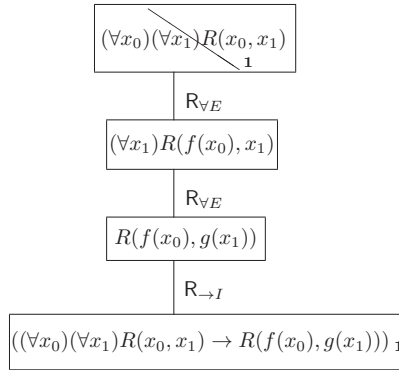 (∀x₀)(∀x₁)R(x₀, x₁)
1
R∀E
(∀x₁)R(f(x₀), x₁)
R∀E
R(f(x₀), g(x₁))
R→I
((∀x₀)(∀x₁)R(x₀, x₁) → R(f(x₀), g(x₁))) 1